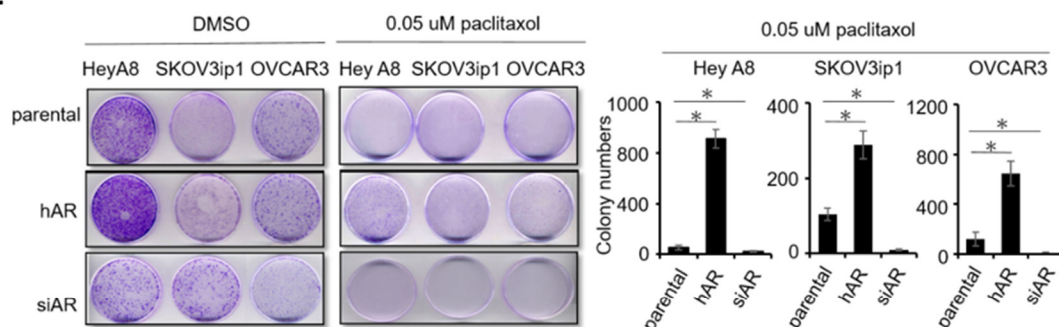 DMSO
0.05 uM paclitaxol
HeyA8 SKOV3ip1 OVCAR3
Hey A8 SKOV3ip1 OVCAR3
parental
hAR
siAR
0.05 uM paclitaxol
Hey A8
SKOV3ip1
OVCAR3
Colony numbers
1000
800
400
0
* *
parental
hAR
siAR
400
200
0
* *
parental
hAR
siAR
1200
800
400
0
* *
parental
hAR
siAR